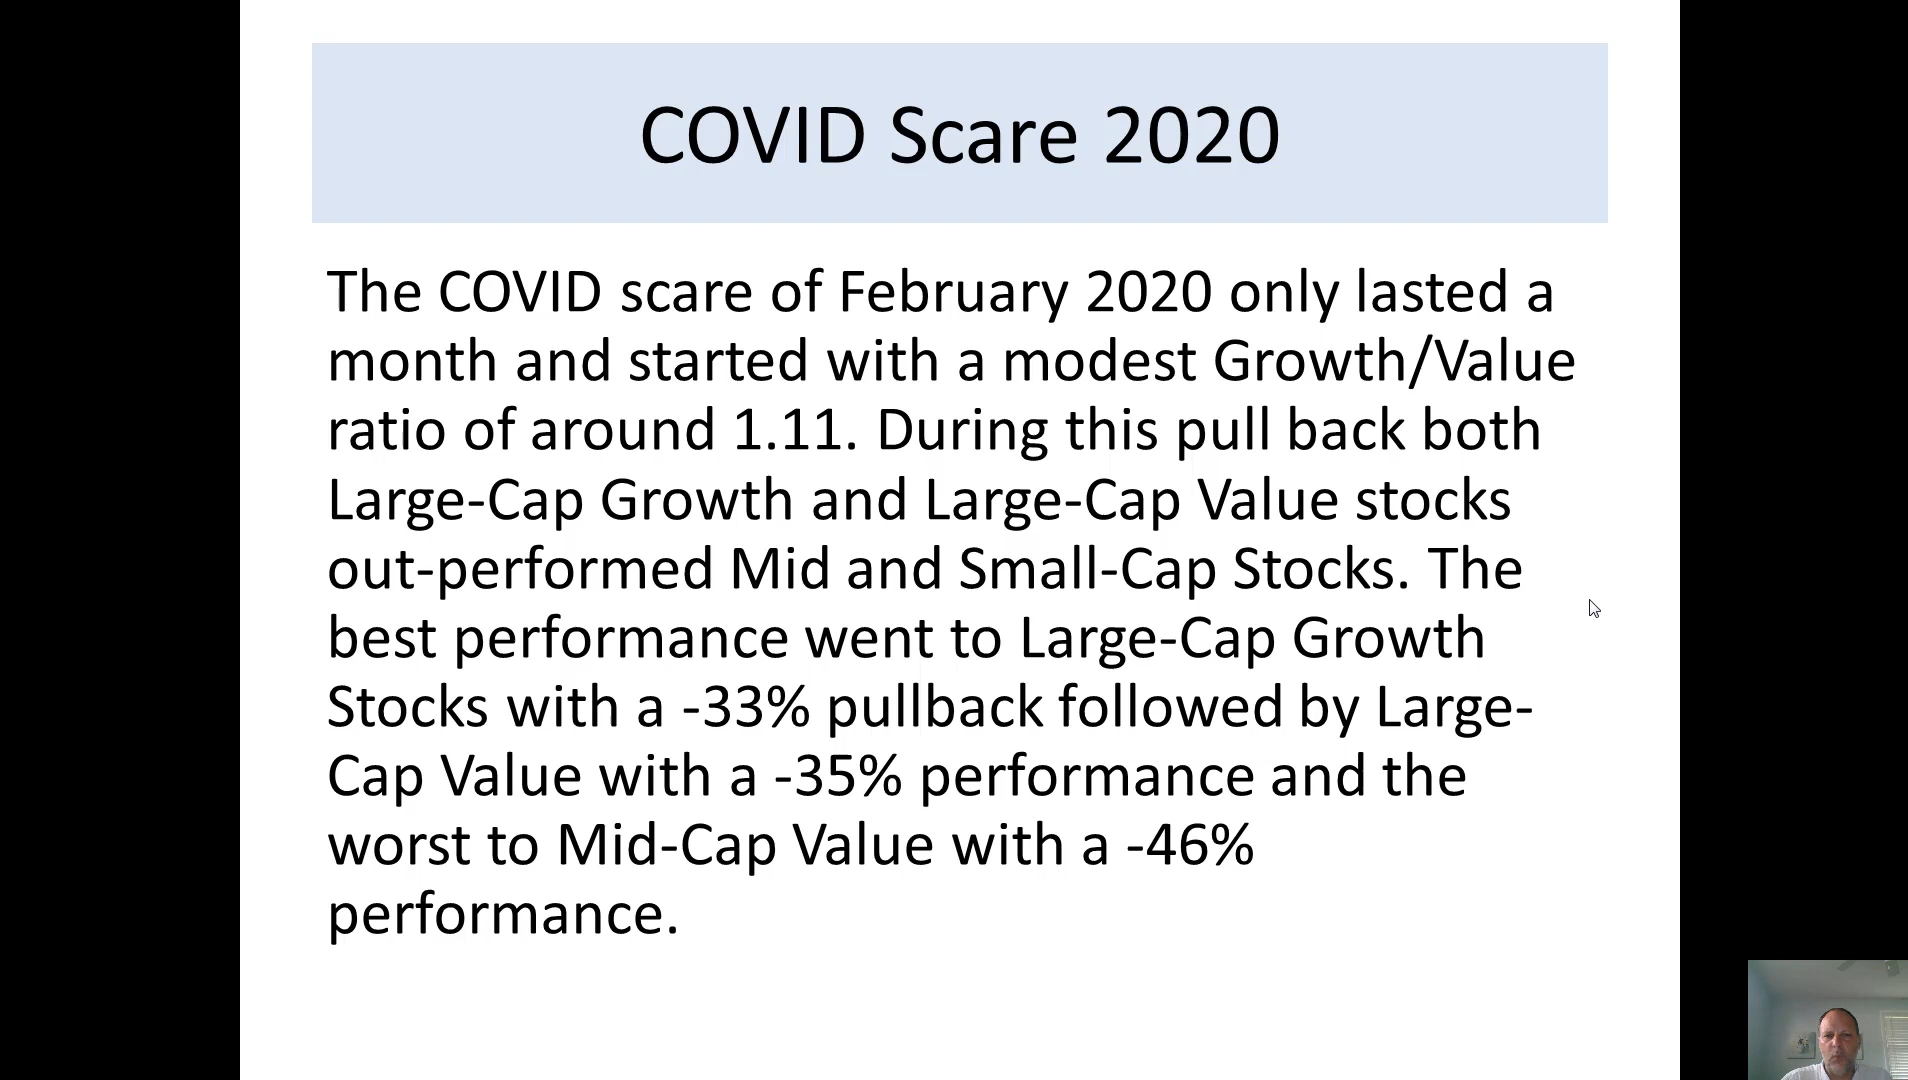 COVID Scare 2020
The COVID scare of February 2020 only lasted a
month and started with a modest Growth/Value
ratio of around 1.11. During this pull back both
Large-Cap Growth and Large-Cap Value stocks
out-performed Mid and Small-Cap Stocks. The
best performance went to Large-Cap Growth
Stocks with a -33% pullback followed by Large-
Cap Value with a -35% performance and the
worst to Mid-Cap Value with a -46%
performance.